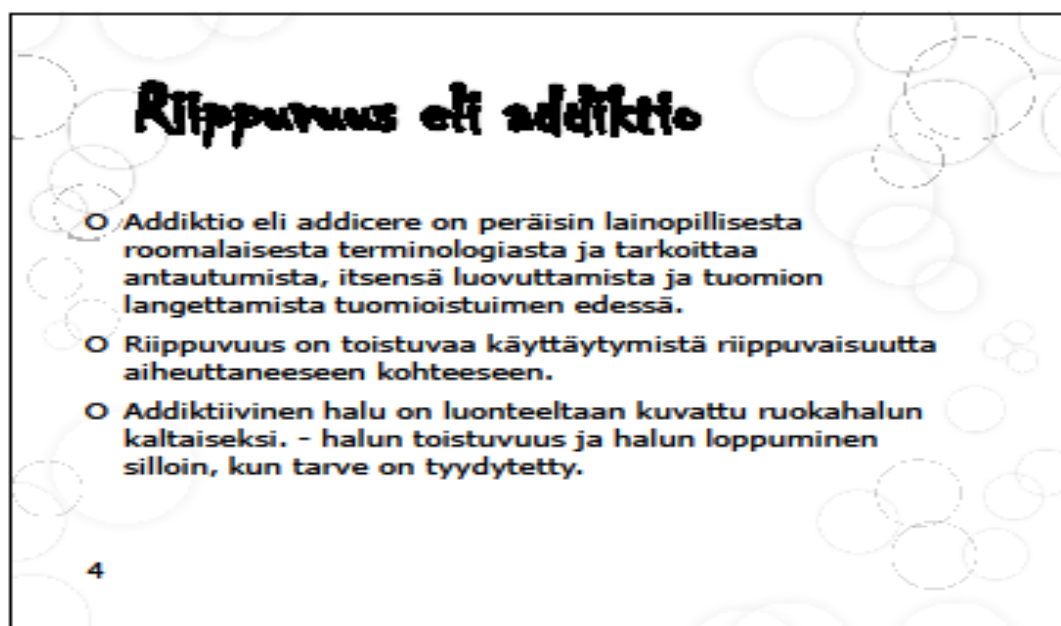 Riippuvuus eli addiktio
O Addiktio eli addicere on peräisin lainopillisesta
roomalaisesta terminologiasta ja tarkoittaa
antautumista, itsensä luovuttamista ja tuomion
langettamista tuomioistuimen edessä.
O Riippuvuus on toistuvaa käyttäytymistä riippuvaisuutta
aiheuttaneeseen kohteeseen.
O Addiktiivinen halu on luonteeltaan kuvattu ruokahalun
kaltaiseksi. - halun toistuvuus ja halun loppuminen
silloin, kun tarve on tyydytetty.
4